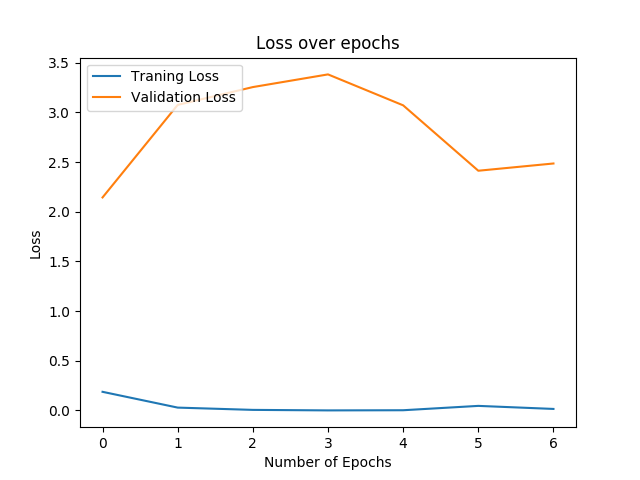 Loss over epochs
Traning Loss
Validation Loss
3.5
3.0
2.5
2.0
1.5
1.0
0.5
0.0
Loss
0 1 2 3 4 5 6
Number of Epochs